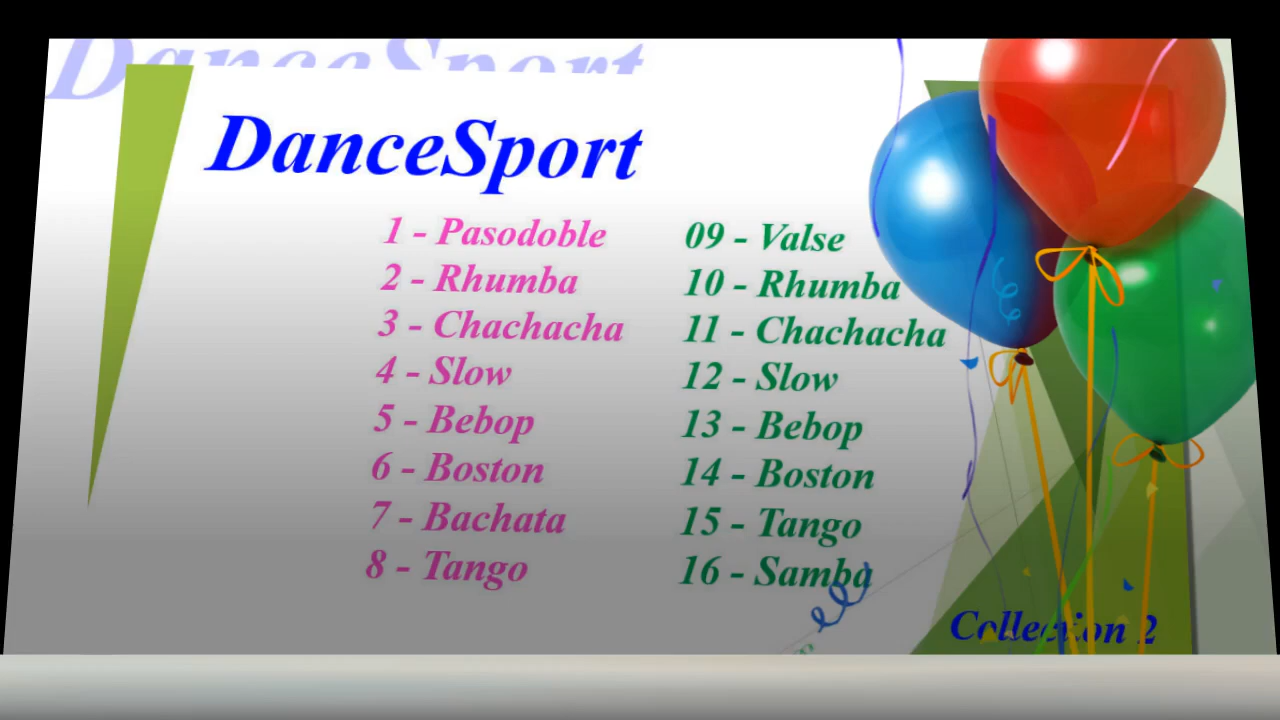 DanceSport
DanceSport
1 - Pasodoble
2 - Rhumba
3 - Chachacha
4 - Slow
5 - Bebop
6 - Boston
7 - Bachata
8 - Tango
09 - Valse
10 - Rhumba
11 - Chachacha
12 - Slow
13 - Bebop
14 - Boston
15 - Tango
16 - Samba
Collection 2